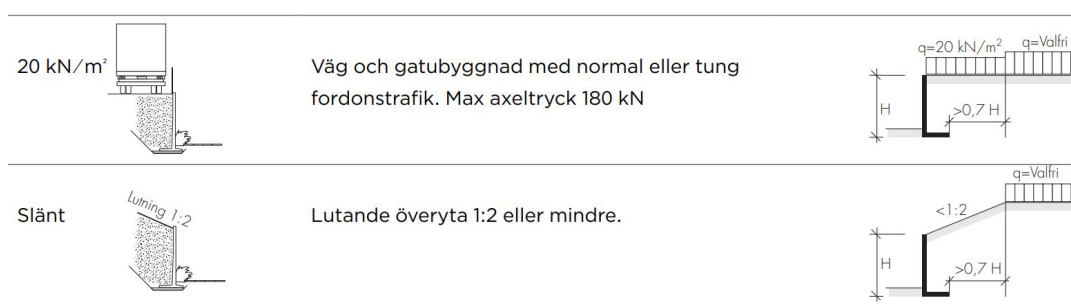 20 kN/m²
Väg och gatubyggnad med normal eller tung
fordonstrafik. Max axeltryck 180 kN
q=20 kN/m² q=Valfri
H
>0,7 H
Slänt
Lutning 1:2
Lutande överyta 1:2 eller mindre.
q=Valfri
<1:2
H
>0,7 H